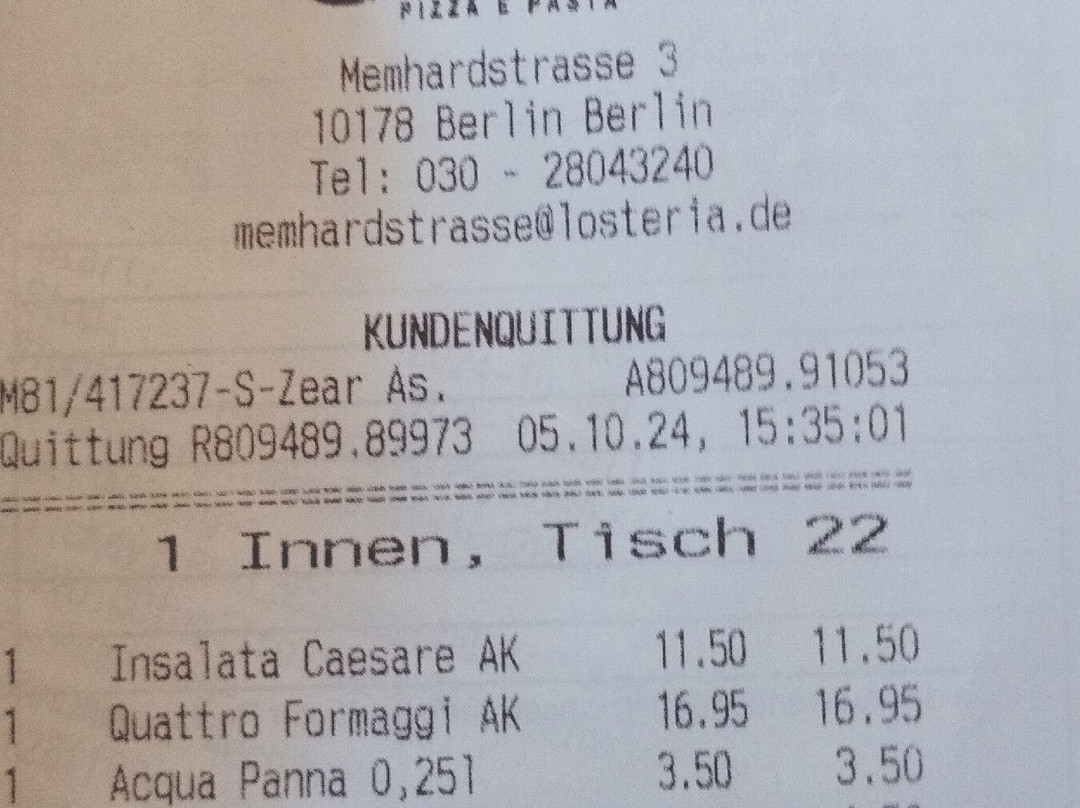 PIZZA E PASTA
Memhardstrasse 3
10178 Berlin Berlin
Tel: 030 - 28043240
memhardstrasse@losteria.de
KUNDENQUITTUNG
M81/417237-S-Zear As. A809489.91053
Quittung R809489.89973 05.10.24, 15:35:01
1 Innen, Tisch 22
1 Insalata Caesare AK 11.50 11.50
1 Quattro Formaggi AK 16.95 16.95
1 Acqua Panna 0,25l 3.50 3.50